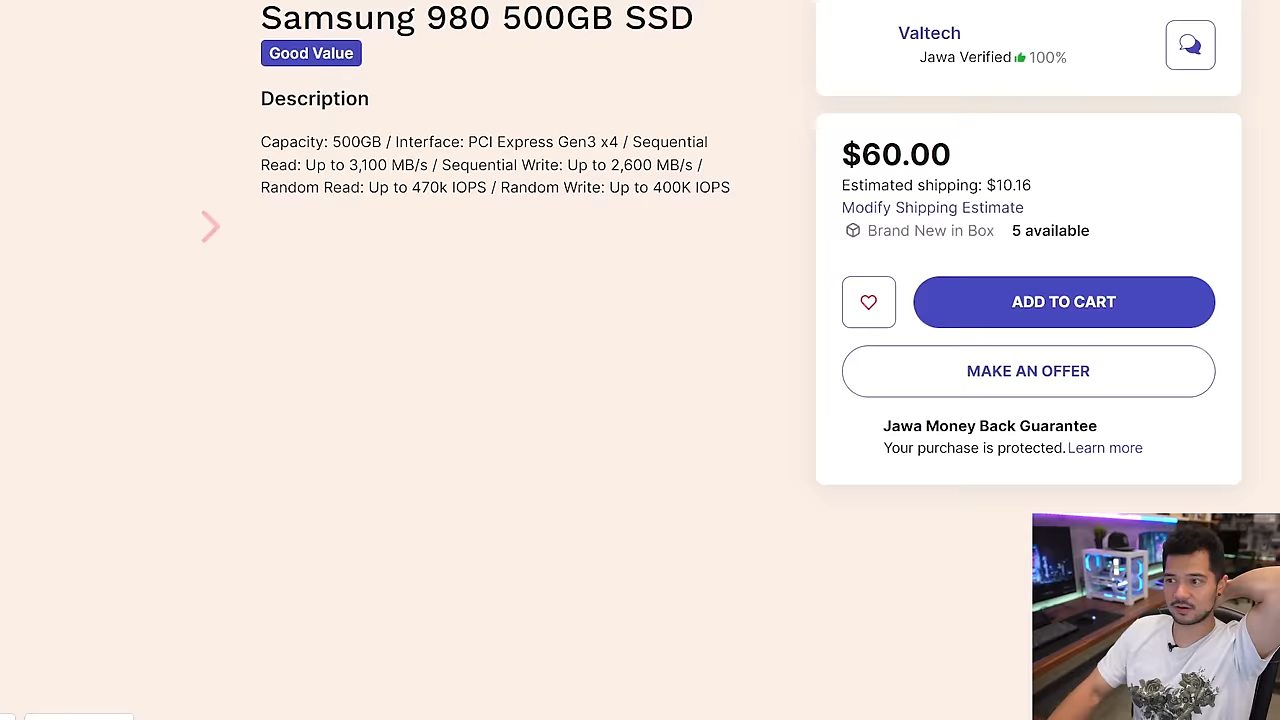 Samsung 980 500GB SSD
Good Value
Description
Capacity: 500GB / Interface: PCI Express Gen3 x4 / Sequential
Read: Up to 3,100 MB/s / Sequential Write: Up to 2,600 MB/s /
Random Read: Up to 470k IOPS / Random Write: Up to 400K IOPS
Valtech
Jawa Verified 100%
$60.00
Estimated shipping: $10.16
Modify Shipping Estimate
Brand New in Box 5 available
ADD TO CART
MAKE AN OFFER
Jawa Money Back Guarantee
Your purchase is protected. Learn more